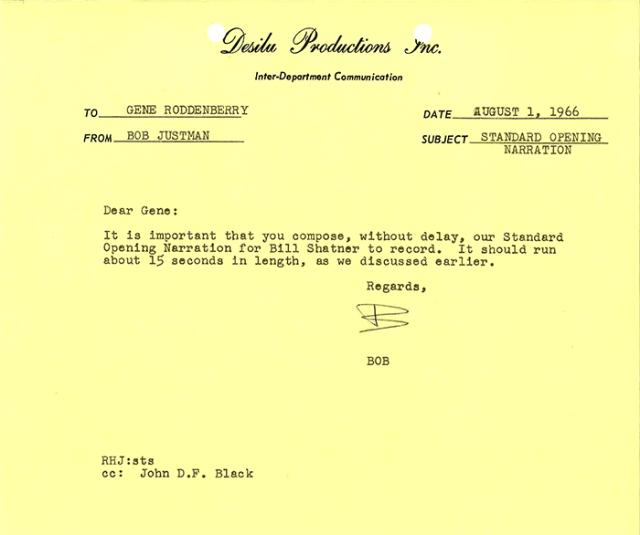 Desilu Productions Inc.
Inter-Department Communication
TO GENE RODDENBERRY DATE AUGUST 1, 1966
FROM BOB JUSTMAN SUBJECT STANDARD OPENING
NARRATION
Dear Gene:
It is important that you compose, without delay, our Standard
Opening Narration for Bill Shatner to record. It should run
about 15 seconds in length, as we discussed earlier.
Regards,
B
BOB
RHJ:sts
cc: John D.F. Black